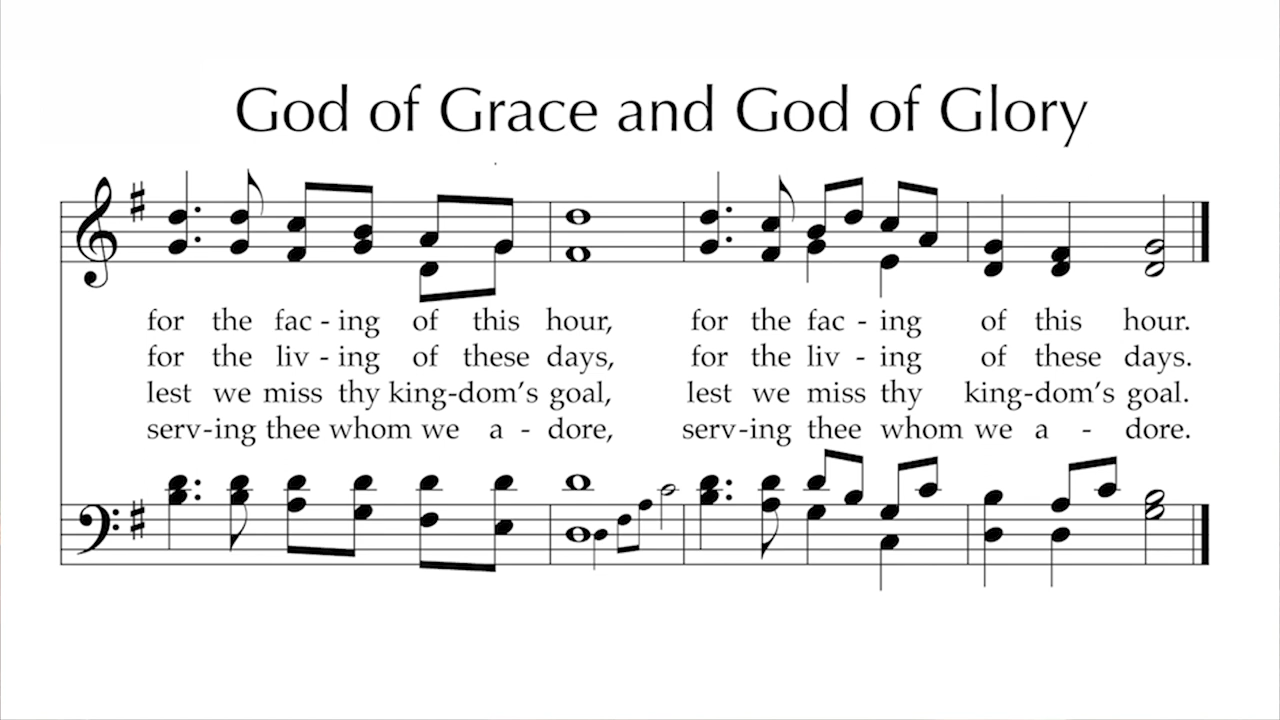 God of Grace and God of Glory
for the fac - ing of this hour, for the fac - ing of this hour.
for the liv - ing of these days, for the liv - ing of these days.
lest we miss thy king-dom's goal, lest we miss thy king-dom's goal.
serv-ing thee whom we a - dore, serv-ing thee whom we a - dore.